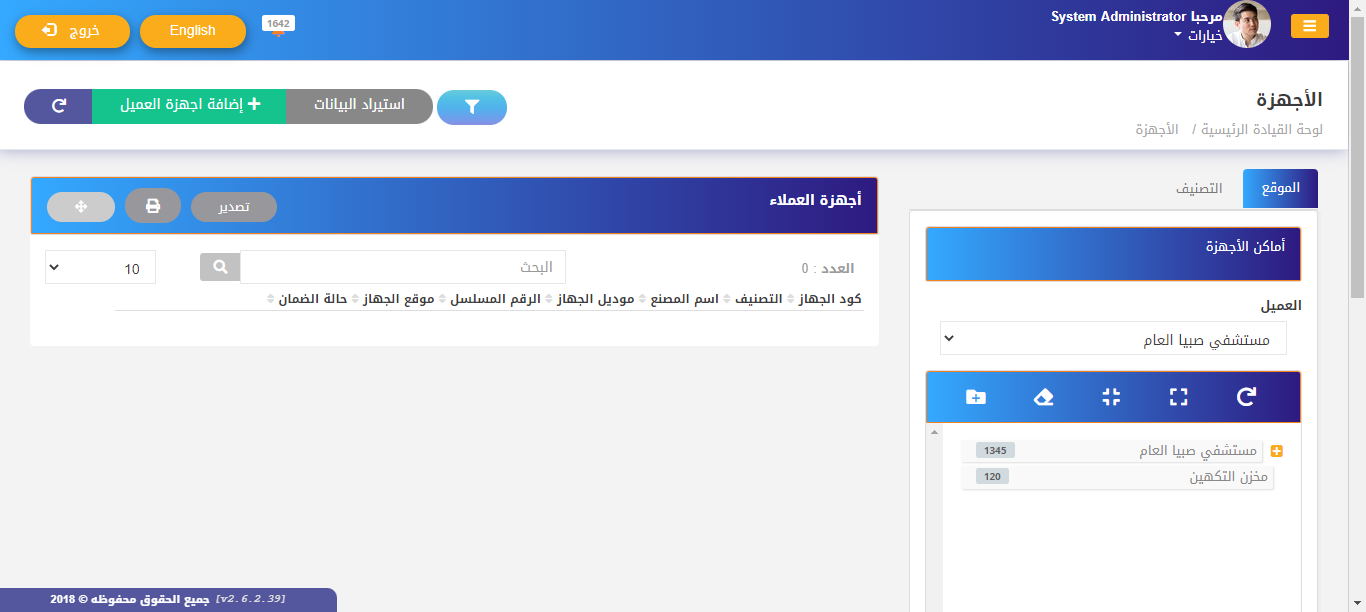 مرحبا System Administrator
خيارات
1642
English
خروج
الأجهزة
لوحة القيادة الرئيسية / الأجهزة
استيراد البيانات
إضافة اجهزة العميل
الموقع
التصنيف
أماكن الأجهزة
العميل
مستشفي صبيا العام
مستشفي صبيا العام 1345
مخزن التكهين 120
أجهزة العملاء
تصدير
العدد : 0
البحث
10
كود الجهاز التصنيف اسم المصنع موديل الجهاز الرقم المسلسل موقع الجهاز حالة الضمان
جميع الحقوق محفوظه © 2018 [v2.6.2.39]